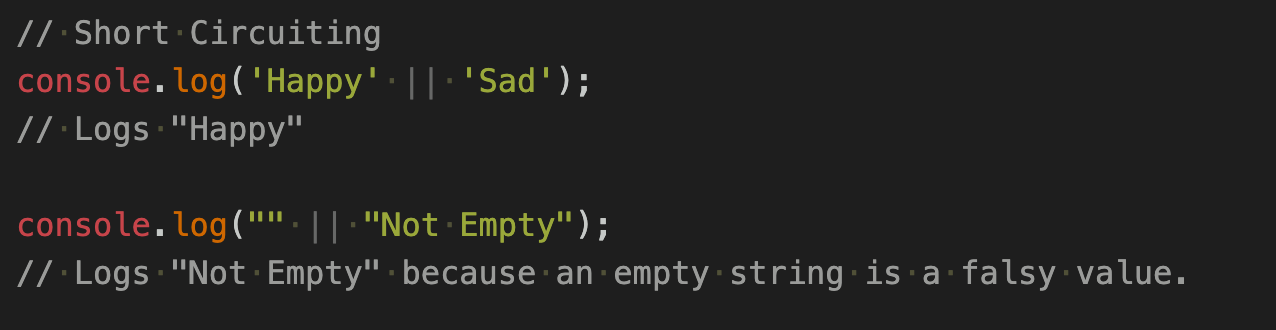 // Short Circuiting
console.log('Happy' || 'Sad');
// Logs "Happy"
console.log("" || "Not Empty");
// Logs "Not Empty" because an empty string is a falsy value.